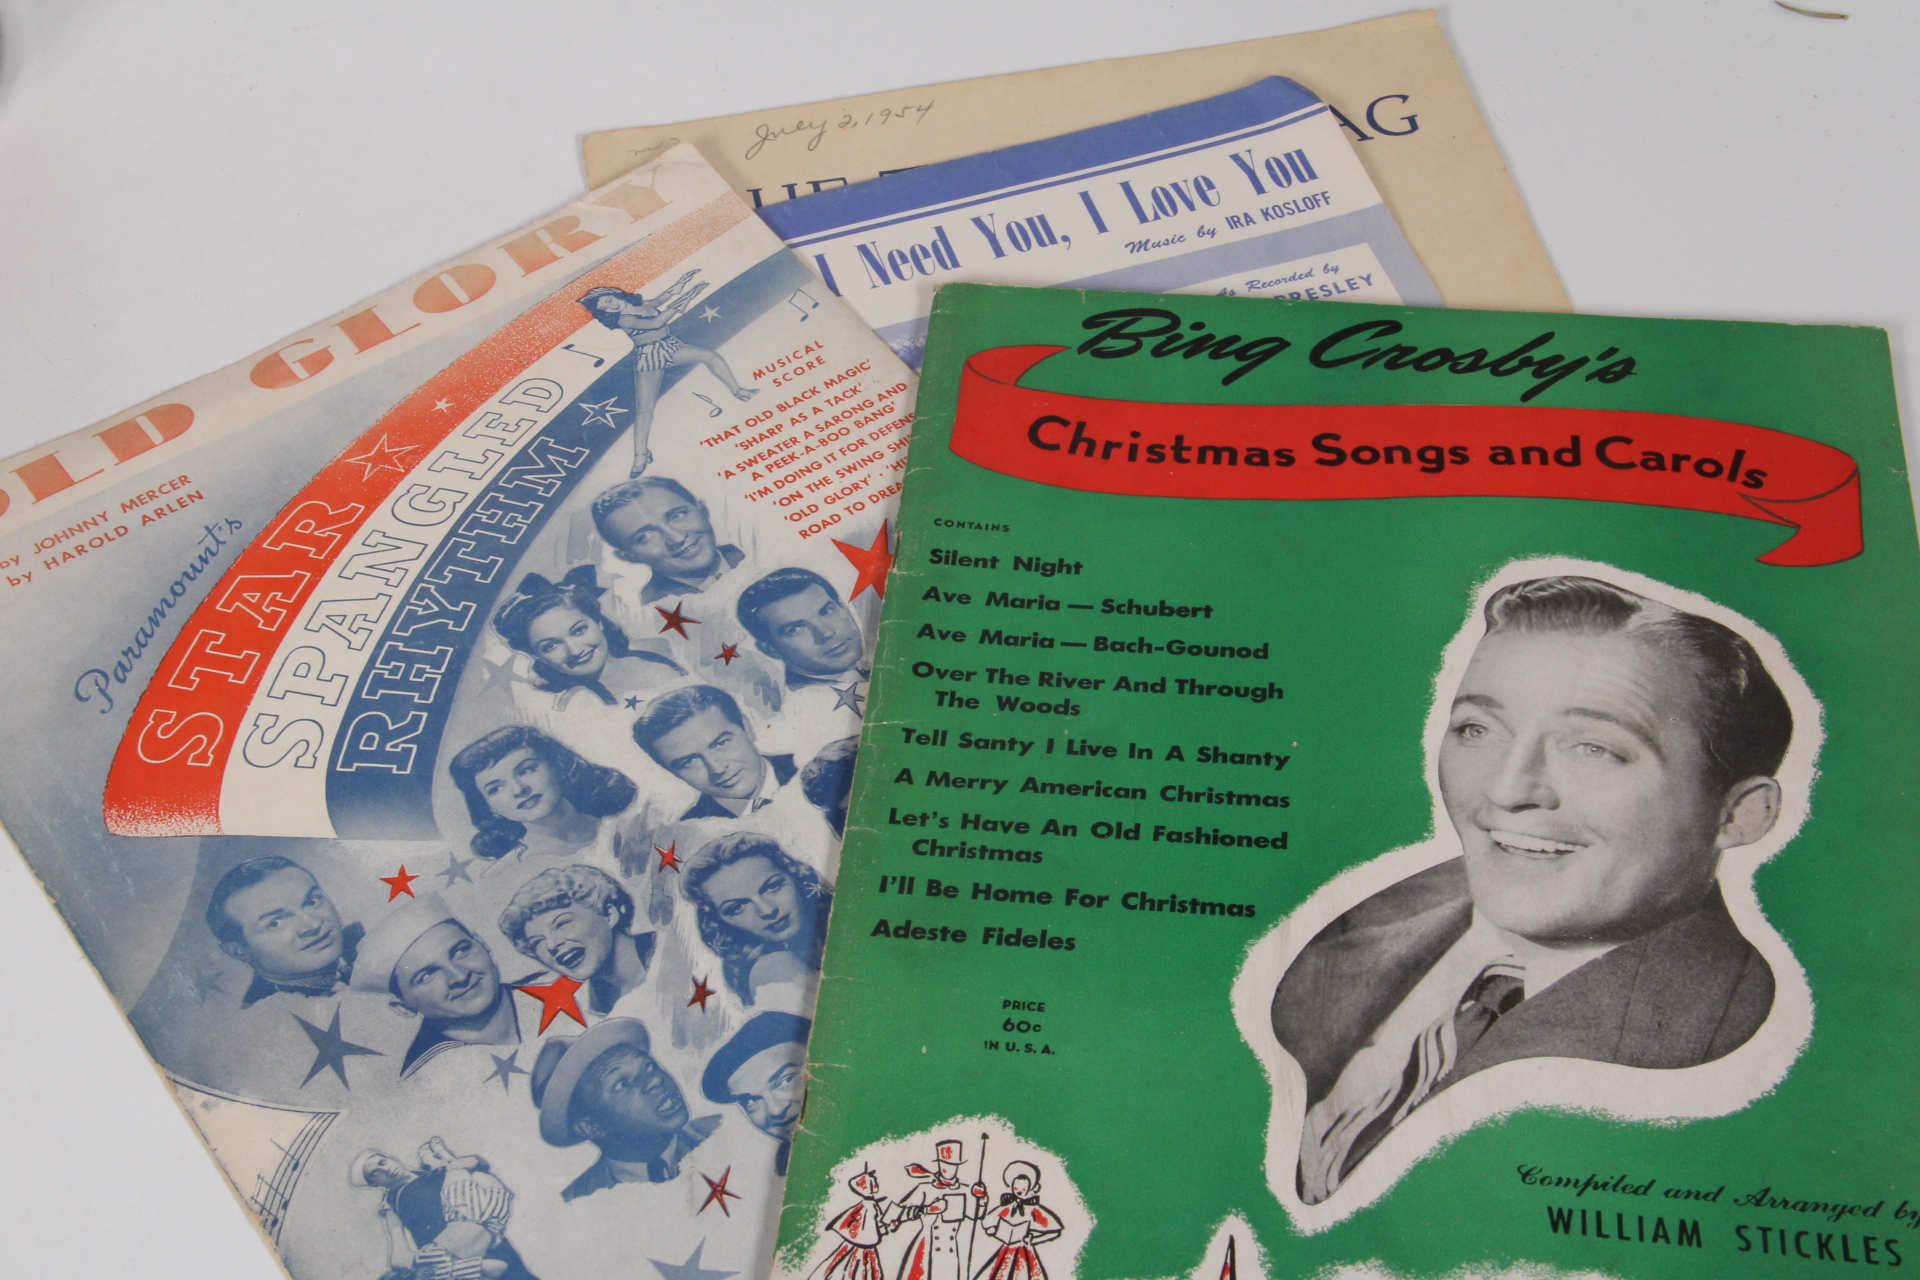 July 2, 1954
AG
I Need You, I Love You
Music by IRA KOSLOFF
As Recorded by
PRESLEY
OLD GLORY
by JOHNNY MERCER
by HAROLD ARLEN
Paramount's
STAR
SPANGLED
RHYTHM
MUSICAL
SCORE
'THAT OLD BLACK MAGIC'
'SHARP AS A TACK'
'A SWEATER A SARONG AND
A PEEK-A-BOO BANG'
'I'M DOING IT FOR DEFENS
'ON THE SWING SHI
'OLD GLORY' · 'HI
ROAD TO DREA
Bing Crosby's
Christmas Songs and Carols
CONTAINS
Silent Night
Ave Maria — Schubert
Ave Maria — Bach-Gounod
Over The River And Through
The Woods
Tell Santy I Live In A Shanty
A Merry American Christmas
Let's Have An Old Fashioned
Christmas
I'll Be Home For Christmas
Adeste Fideles
PRICE
60c
IN U. S. A.
Compiled and Arranged by
WILLIAM STICKLES